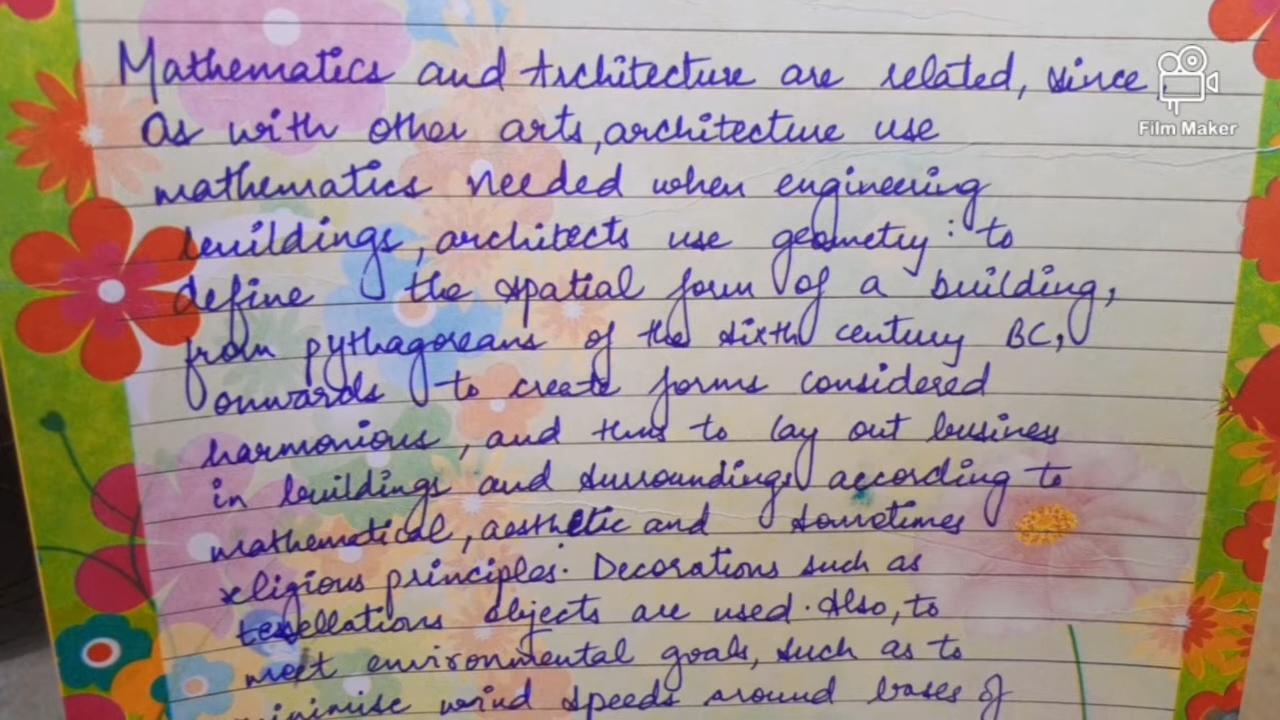 Mathematics and Architecture are related, since,
Film Maker
as with other arts, architecture use
mathematics needed when engineering
buildings, architects use geometry: to
define the spatial form of a building,
from pythagoreans of the sixth century BC,
onwards to create forms considered
harmonious, and thus to lay out business
in buildings and surroundings according to
mathematical, aesthetic and sometimes
religious principles. Decorations such as
tesellations objects are used. Also, to
meet environmental goals, such as to
minimise wind speeds around bases of